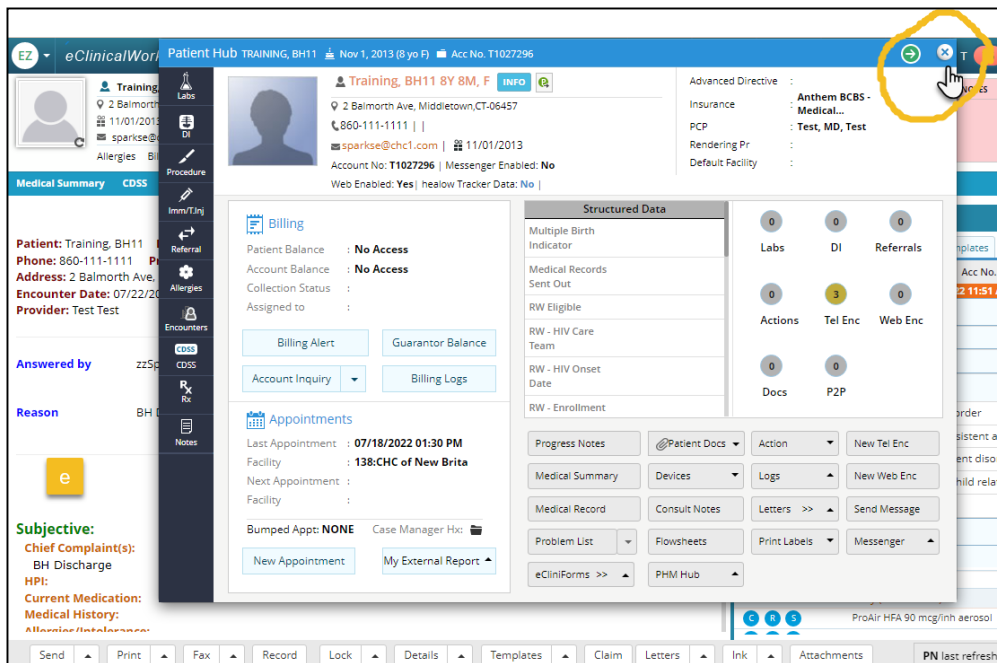 EZ eClinicalWor
Patient Hub TRAINING, BH11 Nov 1, 2013 (8 yo F) Acc No. T1027296
T
Training,
2 Balmorth
11/01/2013
sparkse@c
Allergies Bil
Medical Summary CDSS
Patient: Training, BH11
Phone: 860-111-1111
Address: 2 Balmorth Ave,
Encounter Date: 07/22/20
Provider: Test Test
Answered by zzSp
Reason BH D
e
Subjective:
Chief Complaint(s):
BH Discharge
HPI:
Current Medication:
Medical History:
Allergies/Intolerance:
Labs
DI
Procedure
Imm/T.Inj
Referral
Allergies
Encounters
CDSS
CDSS
Rx
Rx
Notes
Training, BH11 8Y 8M, F INFO
2 Balmorth Ave, Middletown,CT-06457
860-111-1111 | |
sparkse@chc1.com | 11/01/2013
Account No: T1027296 | Messenger Enabled: No
Web Enabled: Yes| healow Tracker Data: No |
Advanced Directive :
Insurance : Anthem BCBS - Medical...
PCP : Test, MD, Test
Rendering Pr :
Default Facility :
Billing
Patient Balance : No Access
Account Balance : No Access
Collection Status :
Assigned to :
Billing Alert Guarantor Balance
Account Inquiry Billing Logs
Appointments
Last Appointment : 07/18/2022 01:30 PM
Facility : 138:CHC of New Brita
Next Appointment :
Facility :
Bumped Appt: NONE Case Manager Hx:
New Appointment My External Report
Structured Data
Multiple Birth
Indicator
Medical Records
Sent Out
RW Eligible
RW - HIV Care
Team
RW - HIV Onset
Date
RW - Enrollment
0 0 0
Labs DI Referrals
0 3 0
Actions Tel Enc Web Enc
0 0
Docs P2P
Progress Notes Patient Docs Action New Tel Enc
Medical Summary Devices Logs New Web Enc
Medical Record Consult Notes Letters >> Send Message
Problem List Flowsheets Print Labels Messenger
eCliniForms >> PHM Hub
NOTES
mplates
Acc No.
22 11:51
order
sistent a
ent disor
hild relat
C R S ProAir HFA 90 mcg/inh aerosol
Send Print Fax Record Lock Details Templates Claim Letters Ink Attachments PN last refresh